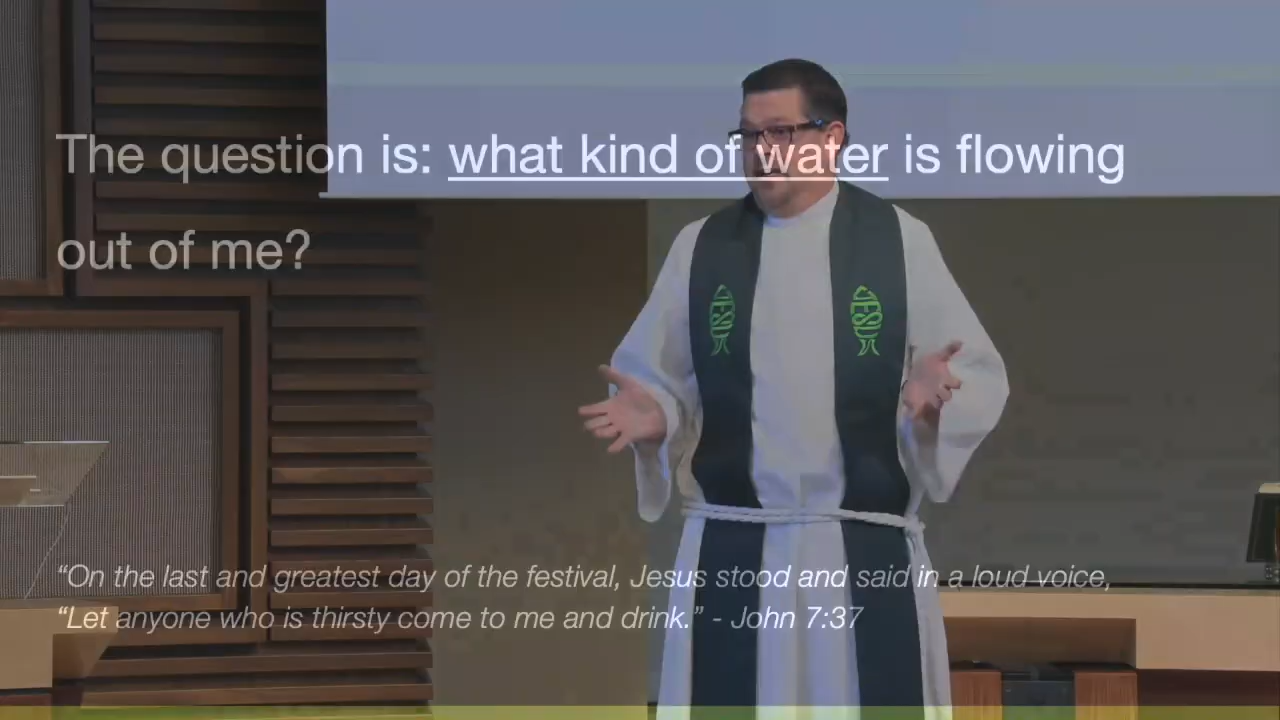 The question is: what kind of water is flowing
out of me?
JESUS JESUS
“On the last and greatest day of the festival, Jesus stood and said in a loud voice,
“Let anyone who is thirsty come to me and drink.” - John 7:37